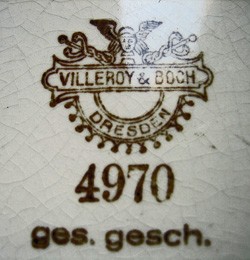 VILLEROY & BOCH
DRESDEN
4970
ges. gesch.